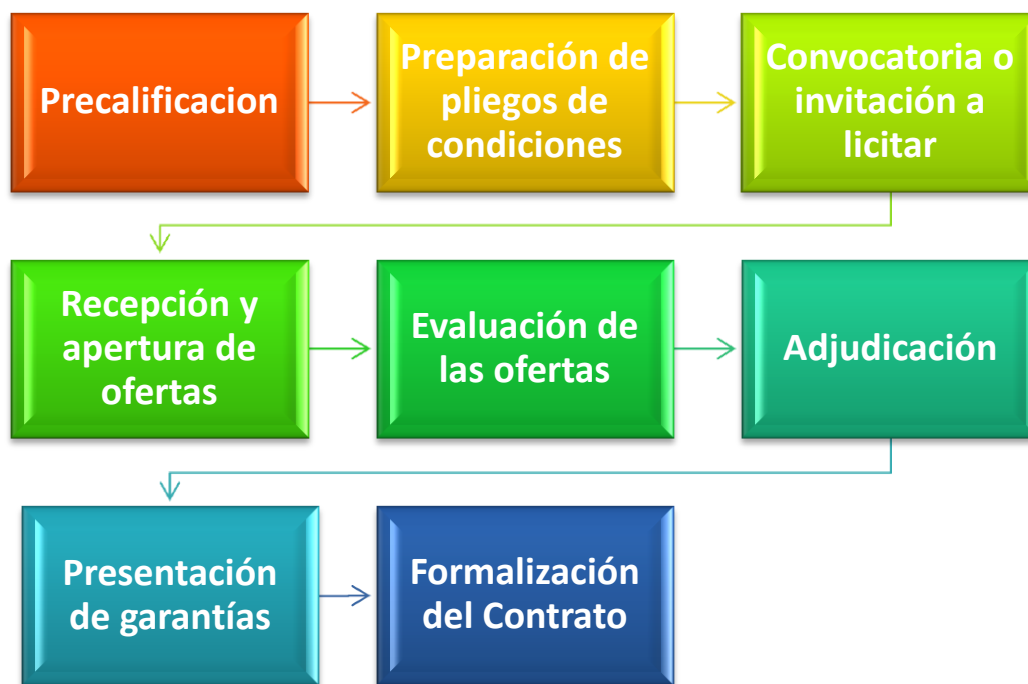 Precalificacion
Preparación de
pliegos de
condiciones
Convocatoria o
invitación a
licitar
Recepción y
apertura de
ofertas
Evaluación de
las ofertas
Adjudicación
Presentación
de garantías
Formalización
del Contrato